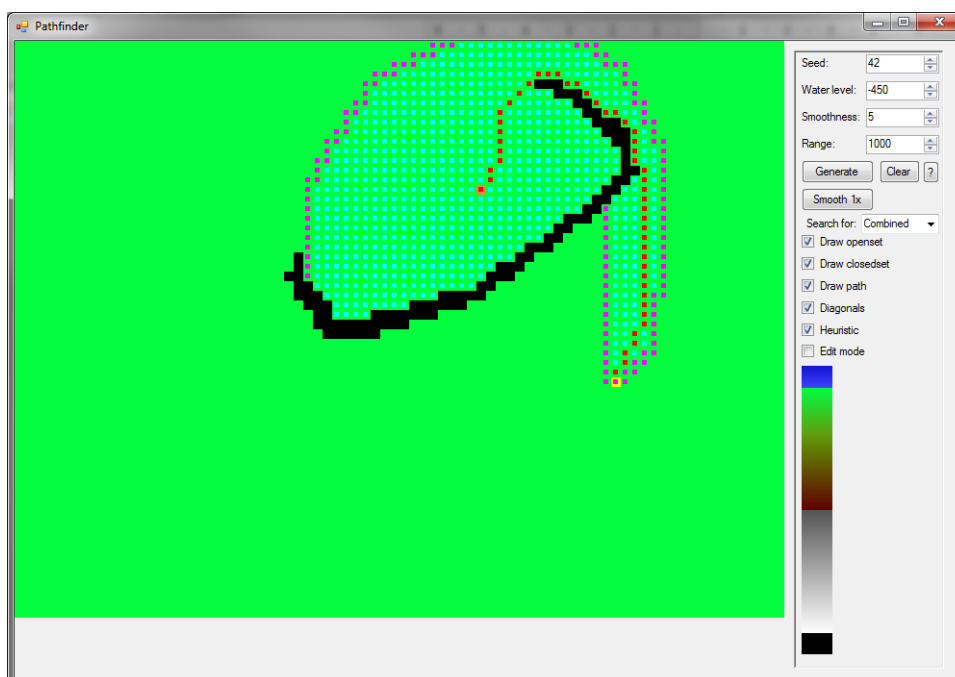 Pathfinder
Seed: 42
Water level: -450
Smoothness: 5
Range: 1000
Generate Clear ?
Smooth 1x
Search for: Combined
Draw openset
Draw closedset
Draw path
Diagonals
Heuristic
Edit mode